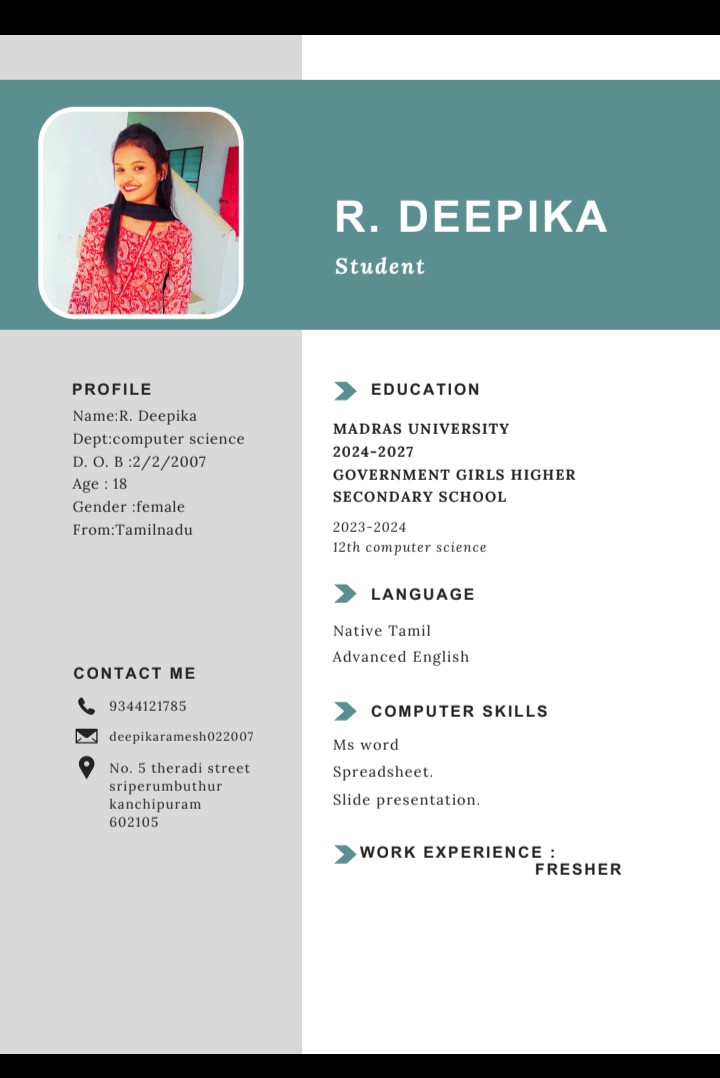 R. DEEPIKA
Student
PROFILE
Name:R. Deepika
Dept:computer science
D. O. B :2/2/2007
Age : 18
Gender :female
From:Tamilnadu
CONTACT ME
9344121785
deepikaramesh022007
No. 5 theradi street
sriperumbuthur
kanchipuram
602105
EDUCATION
MADRAS UNIVERSITY
2024-2027
GOVERNMENT GIRLS HIGHER
SECONDARY SCHOOL
2023-2024
12th computer science
LANGUAGE
Native Tamil
Advanced English
COMPUTER SKILLS
Ms word
Spreadsheet.
Slide presentation.
WORK EXPERIENCE :
FRESHER